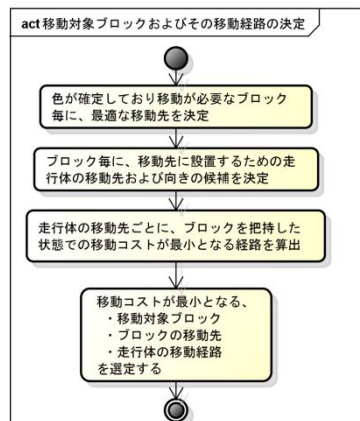 act 移動対象ブロックおよびその移動経路の決定
色が確定しており移動が必要なブロック
毎に、最適な移動先を決定
ブロック毎に、移動先に設置するための走
行体の移動先および向きの候補を決定
走行体の移動先ごとに、ブロックを把持した
状態での移動コストが最小となる経路を算出
移動コストが最小となる、
・移動対象ブロック
・ブロックの移動先
・走行体の移動経路
を選定する